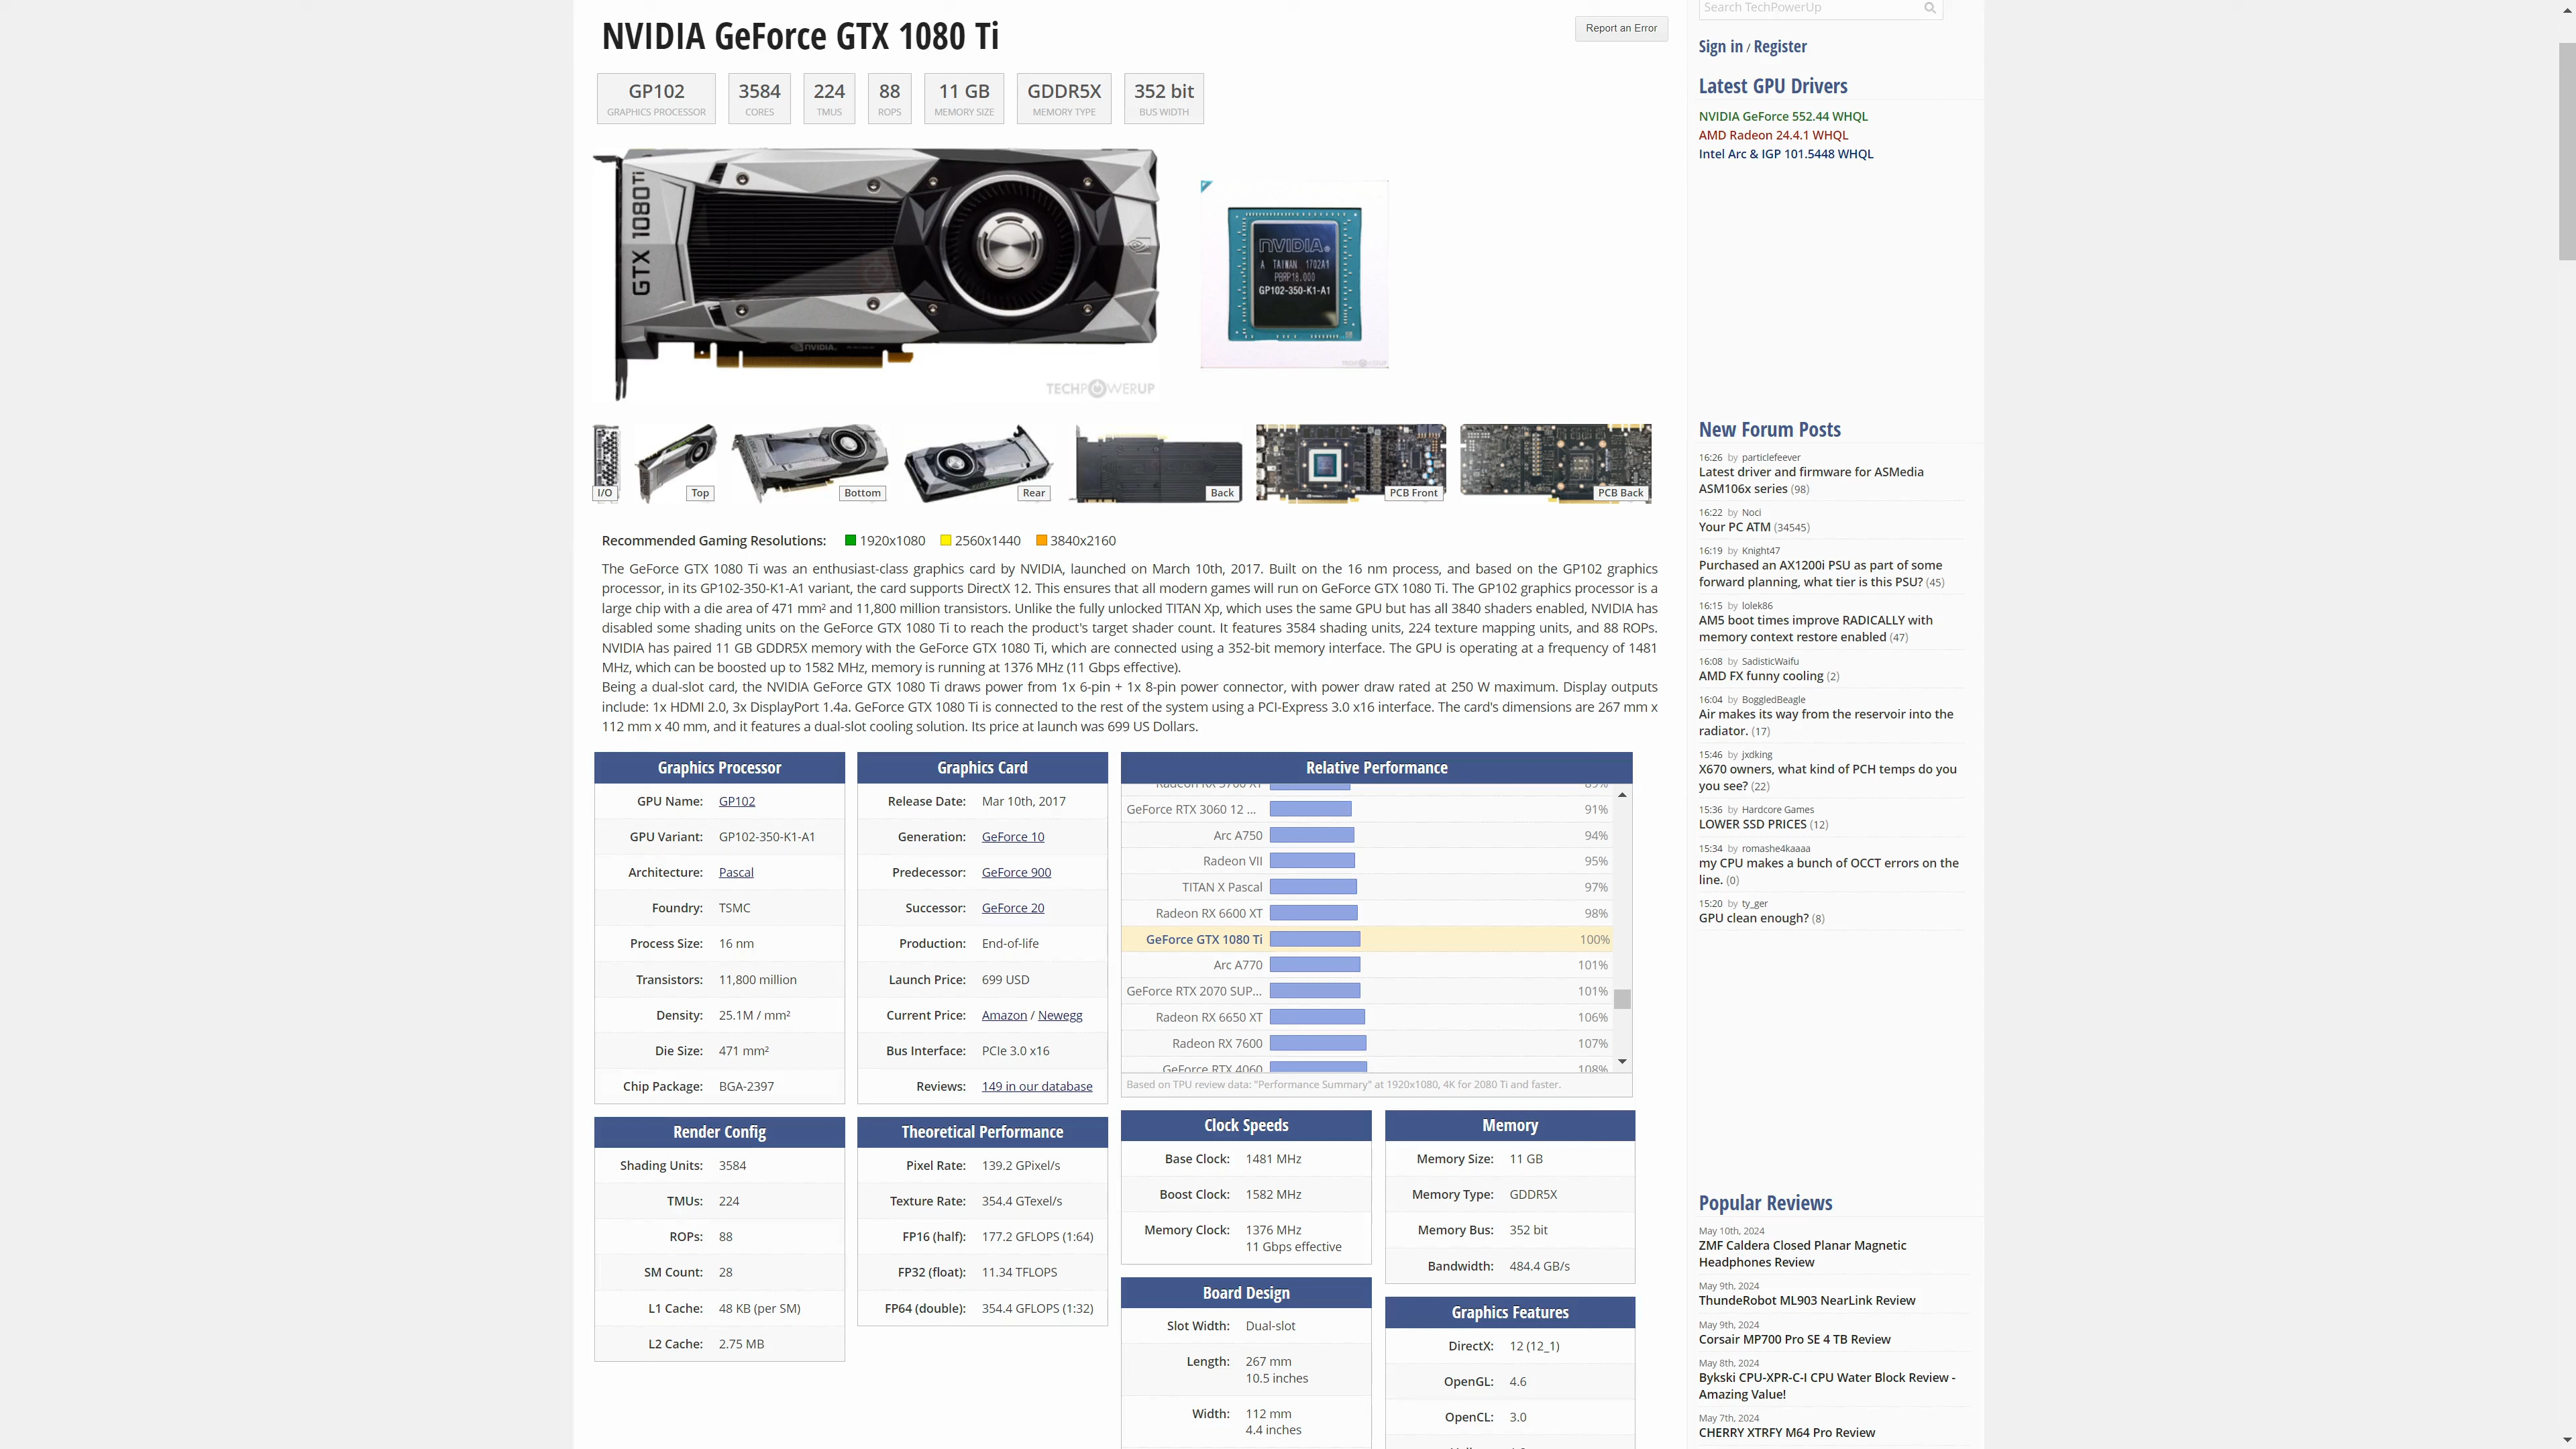 NVIDIA GeForce GTX 1080 Ti
Report an Error
GP102
GRAPHICS PROCESSOR
3584
CORES
224
TMUS
88
ROPS
11 GB
MEMORY SIZE
GDDR5X
MEMORY TYPE
352 bit
BUS WIDTH
GTX 1080 Ti
NVIDIA.
TECHPOWERUP
NVIDIA.
A TAIWAN 1702A1
PBRP18.000
GP102-350-K1-A1
TECHPOWERUP
I/O
Top
Bottom
Rear
Back
PCB Front
PCB Back
Recommended Gaming Resolutions: 1920x1080 2560x1440 3840x2160
The GeForce GTX 1080 Ti was an enthusiast-class graphics card by NVIDIA, launched on March 10th, 2017. Built on the 16 nm process, and based on the GP102 graphics
processor, in its GP102-350-K1-A1 variant, the card supports DirectX 12. This ensures that all modern games will run on GeForce GTX 1080 Ti. The GP102 graphics processor is a
large chip with a die area of 471 mm² and 11,800 million transistors. Unlike the fully unlocked TITAN Xp, which uses the same GPU but has all 3840 shaders enabled, NVIDIA has
disabled some shading units on the GeForce GTX 1080 Ti to reach the product's target shader count. It features 3584 shading units, 224 texture mapping units, and 88 ROPs.
NVIDIA has paired 11 GB GDDR5X memory with the GeForce GTX 1080 Ti, which are connected using a 352-bit memory interface. The GPU is operating at a frequency of 1481
MHz, which can be boosted up to 1582 MHz, memory is running at 1376 MHz (11 Gbps effective).
Being a dual-slot card, the NVIDIA GeForce GTX 1080 Ti draws power from 1x 6-pin + 1x 8-pin power connector, with power draw rated at 250 W maximum. Display outputs
include: 1x HDMI 2.0, 3x DisplayPort 1.4a. GeForce GTX 1080 Ti is connected to the rest of the system using a PCI-Express 3.0 x16 interface. The card's dimensions are 267 mm x
112 mm x 40 mm, and it features a dual-slot cooling solution. Its price at launch was 699 US Dollars.
Graphics Processor
GPU Name: GP102
GPU Variant: GP102-350-K1-A1
Architecture: Pascal
Foundry: TSMC
Process Size: 16 nm
Transistors: 11,800 million
Density: 25.1M / mm²
Die Size: 471 mm²
Chip Package: BGA-2397
Graphics Card
Release Date: Mar 10th, 2017
Generation: GeForce 10
Predecessor: GeForce 900
Successor: GeForce 20
Production: End-of-life
Launch Price: 699 USD
Current Price: Amazon / Newegg
Bus Interface: PCIe 3.0 x16
Reviews: 149 in our database
Relative Performance
Radeon RX 5700 XT 89%
GeForce RTX 3060 12 ... 91%
Arc A750 94%
Radeon VII 95%
TITAN X Pascal 97%
Radeon RX 6600 XT 98%
GeForce GTX 1080 Ti 100%
Arc A770 101%
GeForce RTX 2070 SUP... 101%
Radeon RX 6650 XT 106%
Radeon RX 7600 107%
GeForce RTX 4060 108%
Based on TPU review data: "Performance Summary" at 1920x1080, 4K for 2080 Ti and faster.
Render Config
Shading Units: 3584
TMUs: 224
ROPs: 88
SM Count: 28
L1 Cache: 48 KB (per SM)
L2 Cache: 2.75 MB
Theoretical Performance
Pixel Rate: 139.2 GPixel/s
Texture Rate: 354.4 GTexel/s
FP16 (half): 177.2 GFLOPS (1:64)
FP32 (float): 11.34 TFLOPS
FP64 (double): 354.4 GFLOPS (1:32)
Clock Speeds
Base Clock: 1481 MHz
Boost Clock: 1582 MHz
Memory Clock: 1376 MHz
11 Gbps effective
Board Design
Slot Width: Dual-slot
Length: 267 mm
10.5 inches
Width: 112 mm
4.4 inches
Memory
Memory Size: 11 GB
Memory Type: GDDR5X
Memory Bus: 352 bit
Bandwidth: 484.4 GB/s
Graphics Features
DirectX: 12 (12_1)
OpenGL: 4.6
OpenCL: 3.0
Search TechPowerUp
Sign in / Register
Latest GPU Drivers
NVIDIA GeForce 552.44 WHQL
AMD Radeon 24.4.1 WHQL
Intel Arc & IGP 101.5448 WHQL
New Forum Posts
16:26 by particlefeever
Latest driver and firmware for ASMedia
ASM106x series (98)
16:22 by Noci
Your PC ATM (34545)
16:19 by Knight47
Purchased an AX1200i PSU as part of some
forward planning, what tier is this PSU? (45)
16:15 by lolek86
AM5 boot times improve RADICALLY with
memory context restore enabled (47)
16:08 by SadisticWaifu
AMD FX funny cooling (2)
16:04 by BoggledBeagle
Air makes its way from the reservoir into the
radiator. (17)
15:46 by jxdking
X670 owners, what kind of PCH temps do you
you see? (22)
15:36 by Hardcore Games
LOWER SSD PRICES (12)
15:34 by romashe4kaaaa
my CPU makes a bunch of OCCT errors on the
line. (0)
15:20 by ty_ger
GPU clean enough? (8)
Popular Reviews
May 10th, 2024
ZMF Caldera Closed Planar Magnetic
Headphones Review
May 9th, 2024
ThundeRobot ML903 NearLink Review
May 9th, 2024
Corsair MP700 Pro SE 4 TB Review
May 8th, 2024
Bykski CPU-XPR-C-I CPU Water Block Review -
Amazing Value!
May 7th, 2024
CHERRY XTRFY M64 Pro Review